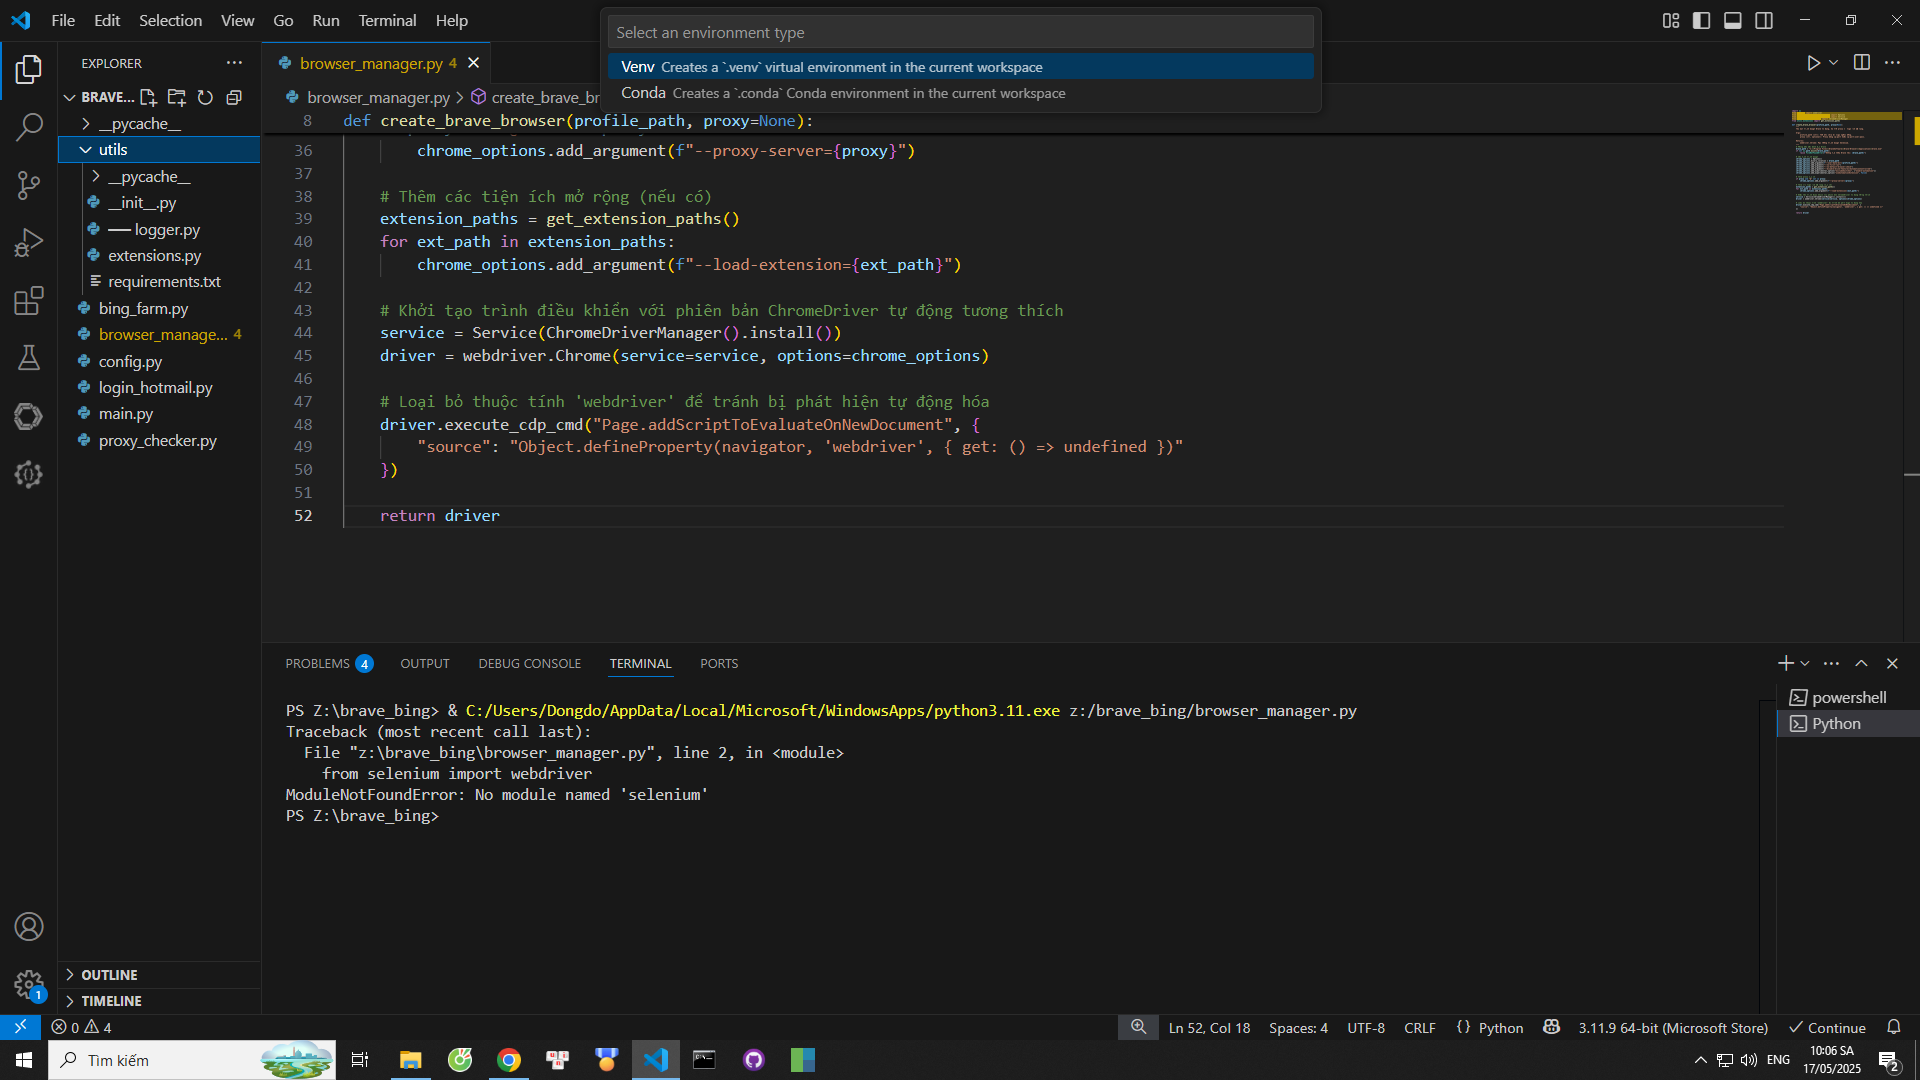 File Edit Selection View Go Run Terminal Help
Select an environment type
Venv Creates a `.venv` virtual environment in the current workspace
Conda Creates a `.conda` Conda environment in the current workspace
EXPLORER
BRAVE...
__pycache__
utils
__pycache__
__init__.py
── logger.py
extensions.py
requirements.txt
bing_farm.py
browser_manage... 4
config.py
login_hotmail.py
main.py
proxy_checker.py
OUTLINE
TIMELINE
browser_manager.py 4
browser_manager.py > create_brave_br
8 def create_brave_browser(profile_path, proxy=None):
36 chrome_options.add_argument(f"--proxy-server={proxy}")
37
38 # Thêm các tiện ích mở rộng (nếu có)
39 extension_paths = get_extension_paths()
40 for ext_path in extension_paths:
41 chrome_options.add_argument(f"--load-extension={ext_path}")
42
43 # Khởi tạo trình điều khiển với phiên bản ChromeDriver tự động tương thích
44 service = Service(ChromeDriverManager().install())
45 driver = webdriver.Chrome(service=service, options=chrome_options)
46
47 # Loại bỏ thuộc tính 'webdriver' để tránh bị phát hiện tự động hóa
48 driver.execute_cdp_cmd("Page.addScriptToEvaluateOnNewDocument", {
49 "source": "Object.defineProperty(navigator, 'webdriver', { get: () => undefined })"
50 })
51
52 return driver
PROBLEMS 4 OUTPUT DEBUG CONSOLE TERMINAL PORTS
PS Z:\brave_bing> & C:/Users/Dongdo/AppData/Local/Microsoft/WindowsApps/python3.11.exe z:/brave_bing/browser_manager.py
Traceback (most recent call last):
File "z:\brave_bing\browser_manager.py", line 2, in <module>
from selenium import webdriver
ModuleNotFoundError: No module named 'selenium'
PS Z:\brave_bing>
powershell
Python
1
0 4
Ln 52, Col 18 Spaces: 4 UTF-8 CRLF {} Python 3.11.9 64-bit (Microsoft Store) Continue
Tìm kiếm
ENG
10:06 SA
17/05/2025
2